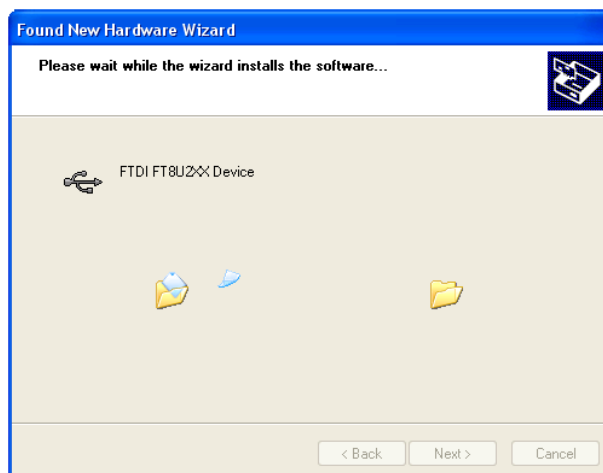 Found New Hardware Wizard
Please wait while the wizard installs the software...
FTDI FT8U2XX Device
< Back Next > Cancel